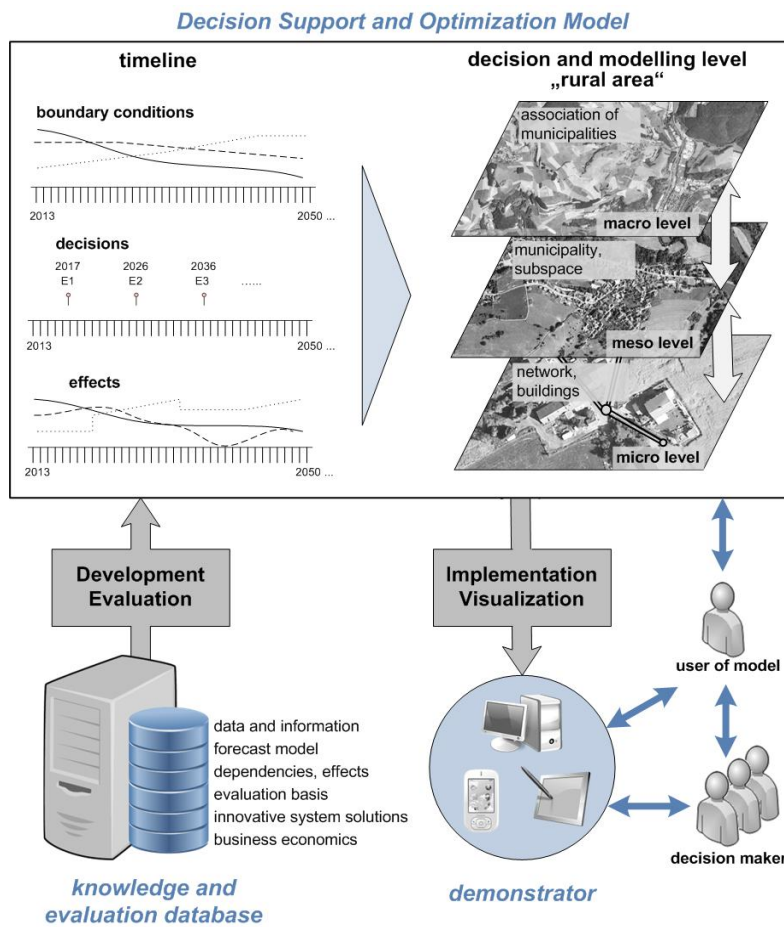 Decision Support and Optimization Model
timeline
boundary conditions
2013
2050 ...
decisions
2017
E1
2026
E2
2036
E3
......
2013
2050 ...
effects
2013
2050 ...
decision and modelling level
„rural area“
association of
municipalities
macro level
municipality,
subspace
meso level
network,
buildings
micro level
Development
Evaluation
Implementation
Visualization
user of model
data and information
forecast model
dependencies, effects
evaluation basis
innovative system solutions
business economics
decision maker
knowledge and
evaluation database
demonstrator